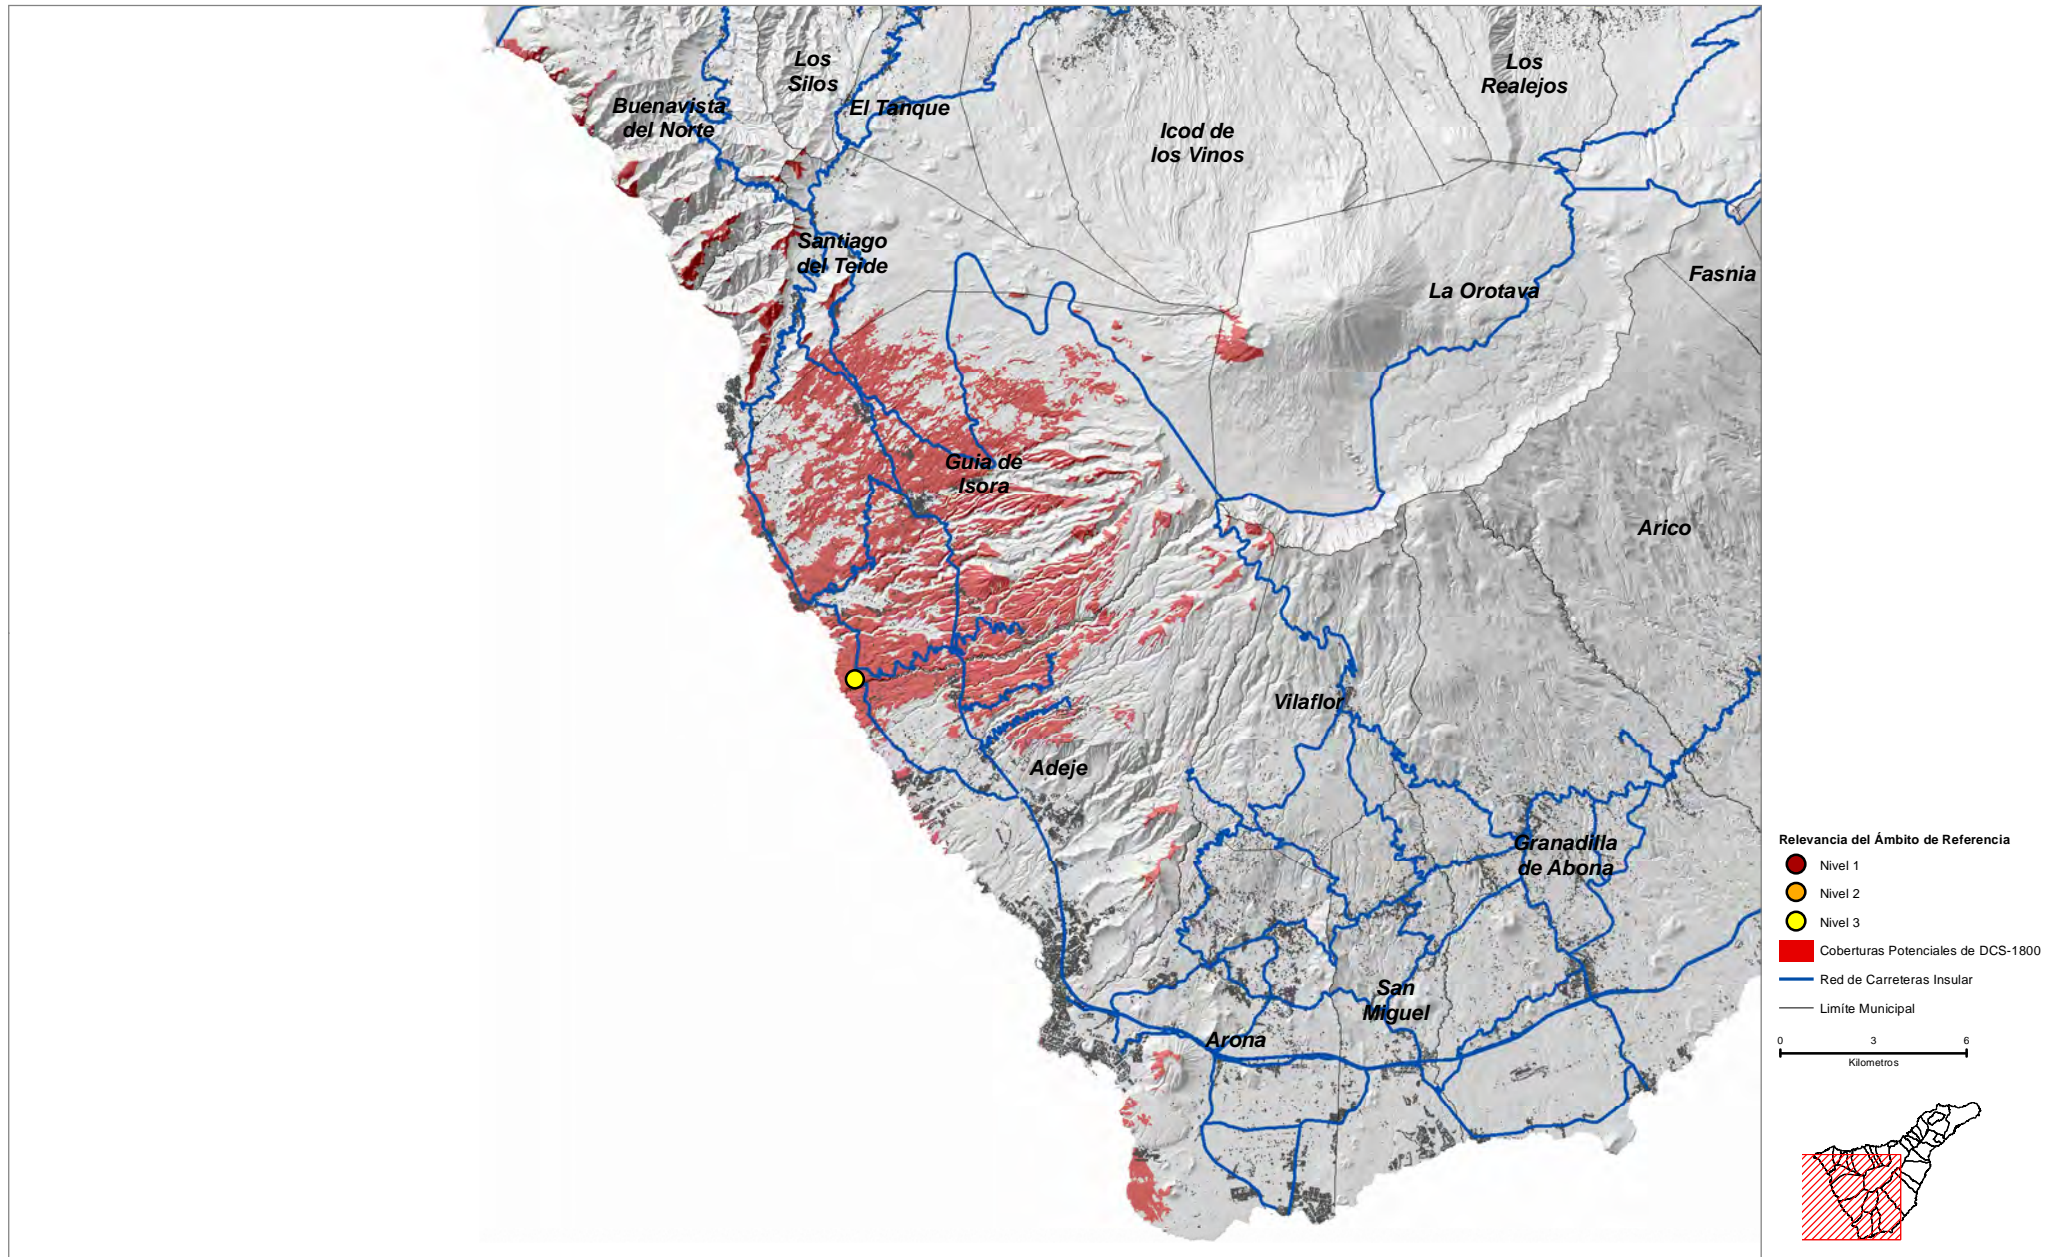 Los
Silos
Los
Realejos
Buenavista
del Norte
El Tanque
Icod de
los Vinos
Santiago
del Teide
Fasnia
La Orotava
Guia de
Isora
Arico
Vilaflor
Adeje
Granadilla
de Abona
San
Miguel
Arona
Relevancia del Ámbito de Referencia
Nivel 1
Nivel 2
Nivel 3
Coberturas Potenciales de DCS-1800
Red de Carreteras Insular
Limíte Municipal
0 3 6
Kilometros